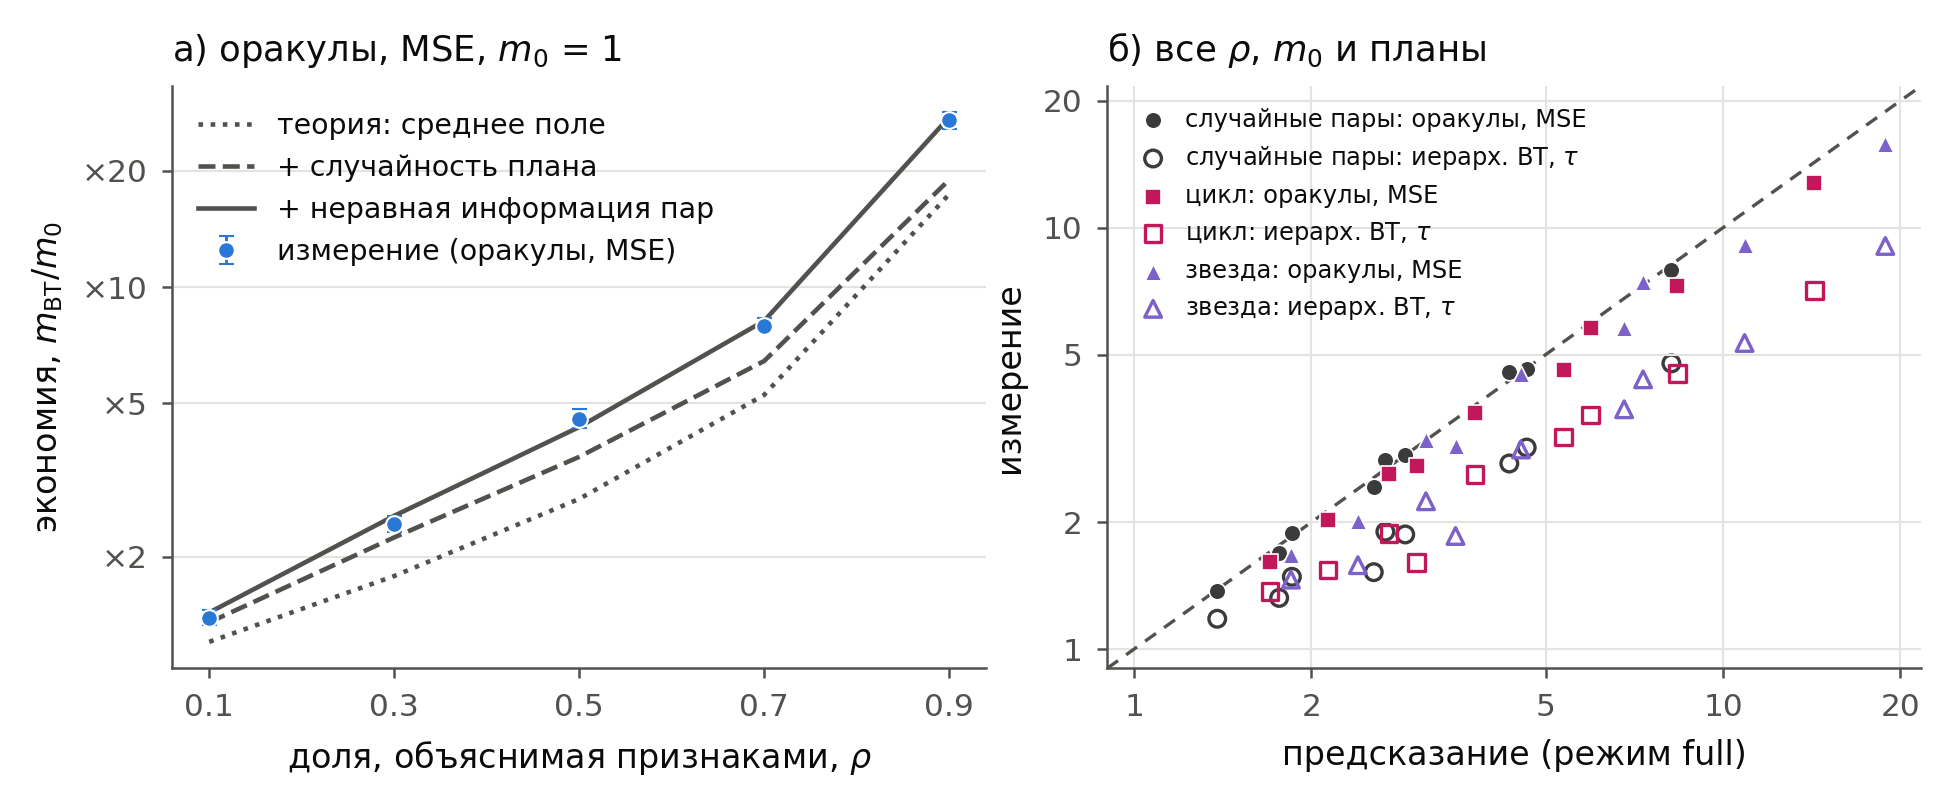 а) оракулы, MSE, m₀ = 1
теория: среднее поле
+ случайность плана
+ неравная информация пар
измерение (оракулы, MSE)
×20
×10
×5
×2
экономия, m_BT/m₀
0.1 0.3 0.5 0.7 0.9
доля, объяснимая признаками, ρ
б) все ρ, m₀ и планы
случайные пары: оракулы, MSE
случайные пары: иерарх. BT, τ
цикл: оракулы, MSE
цикл: иерарх. BT, τ
звезда: оракулы, MSE
звезда: иерарх. BT, τ
20
10
5
2
1
измерение
1 2 5 10 20
предсказание (режим full)